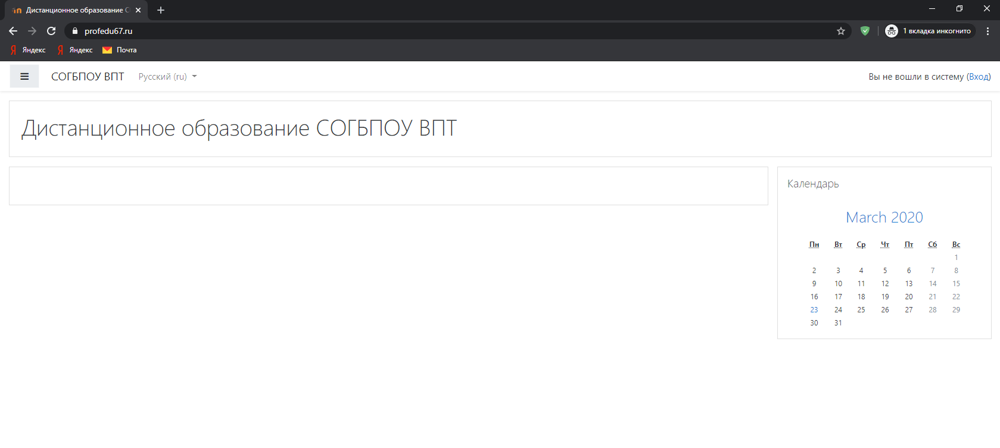 Дистанционное образование С
profedu67.ru
1 вкладка инкогнито
Яндекс Яндекс Почта
СОГБПОУ ВПТ Русский (ru) Вы не вошли в систему (Вход)
Дистанционное образование СОГБПОУ ВПТ
Календарь
March 2020
Пн Вт Ср Чт Пт Сб Вс
1
2 3 4 5 6 7 8
9 10 11 12 13 14 15
16 17 18 19 20 21 22
23 24 25 26 27 28 29
30 31